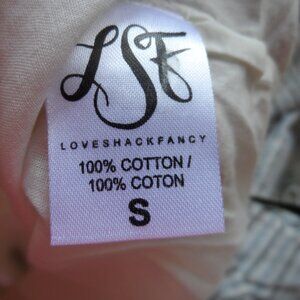 LSF
LOVESHACKFANCY
100% COTTON /
100% COTON
S